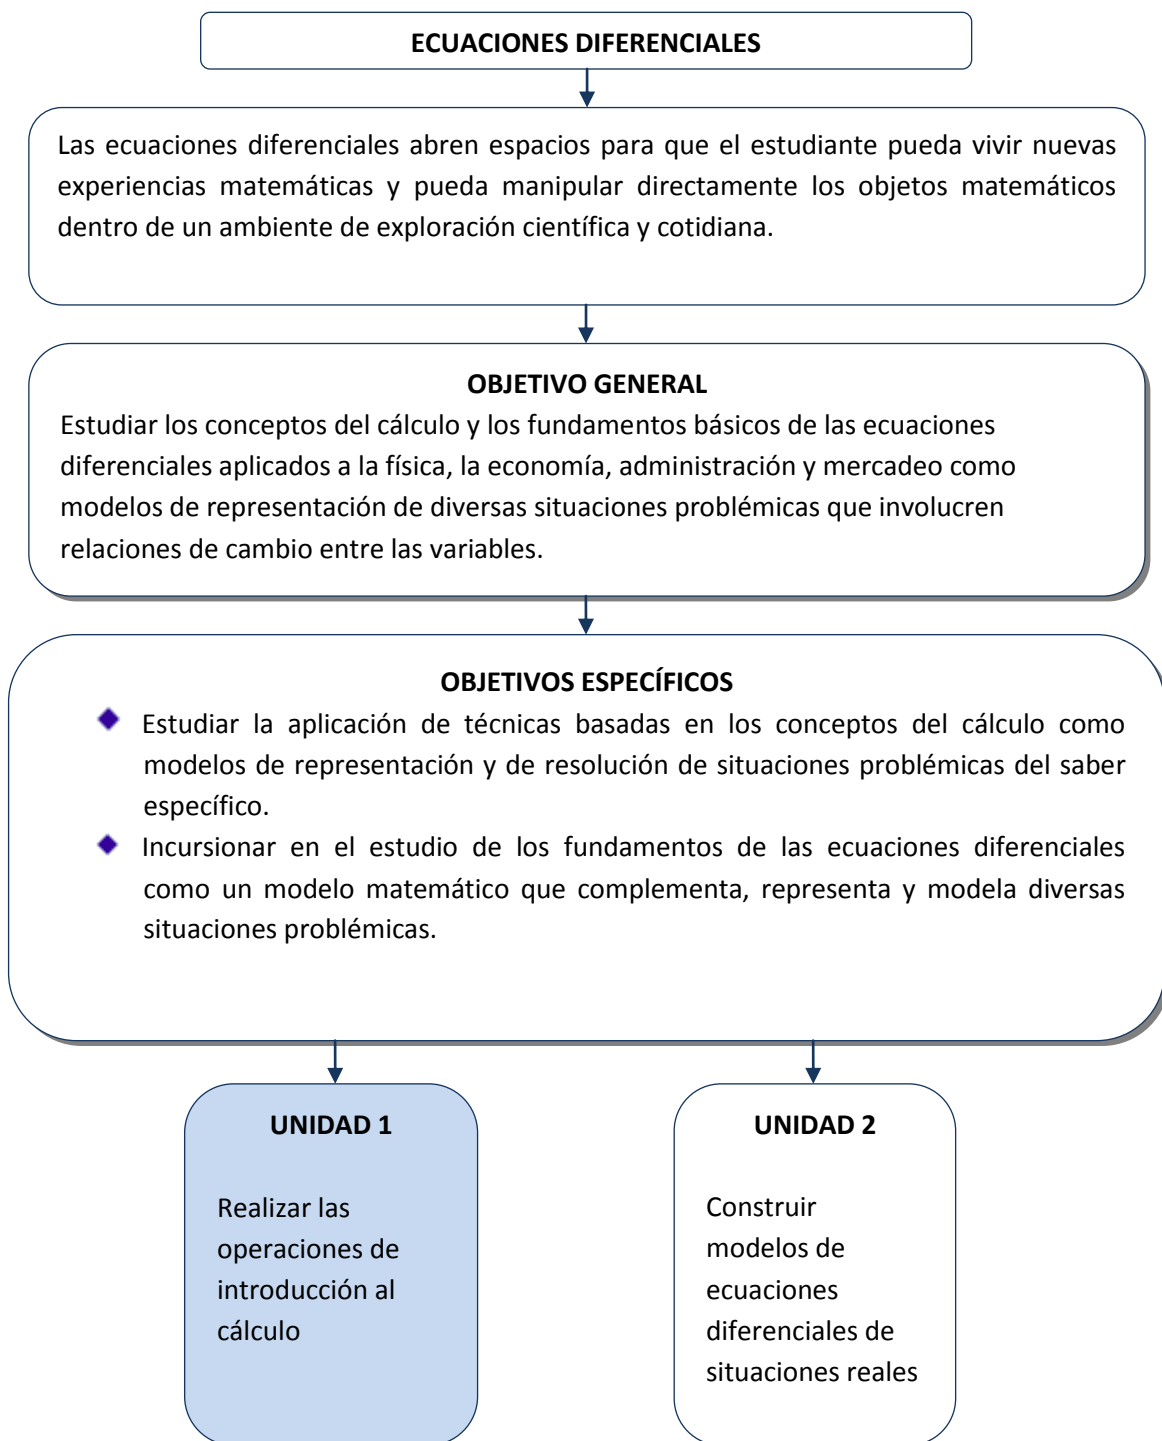 ECUACIONES DIFERENCIALES
Las ecuaciones diferenciales abren espacios para que el estudiante pueda vivir nuevas
experiencias matemáticas y pueda manipular directamente los objetos matemáticos
dentro de un ambiente de exploración científica y cotidiana.
OBJETIVO GENERAL
Estudiar los conceptos del cálculo y los fundamentos básicos de las ecuaciones
diferenciales aplicados a la física, la economía, administración y mercadeo como
modelos de representación de diversas situaciones problémicas que involucren
relaciones de cambio entre las variables.
OBJETIVOS ESPECÍFICOS
Estudiar la aplicación de técnicas basadas en los conceptos del cálculo como
modelos de representación y de resolución de situaciones problémicas del saber
específico.
Incursionar en el estudio de los fundamentos de las ecuaciones diferenciales
como un modelo matemático que complementa, representa y modela diversas
situaciones problémicas.
UNIDAD 1
Realizar las
operaciones de
introducción al
cálculo
UNIDAD 2
Construir
modelos de
ecuaciones
diferenciales de
situaciones reales